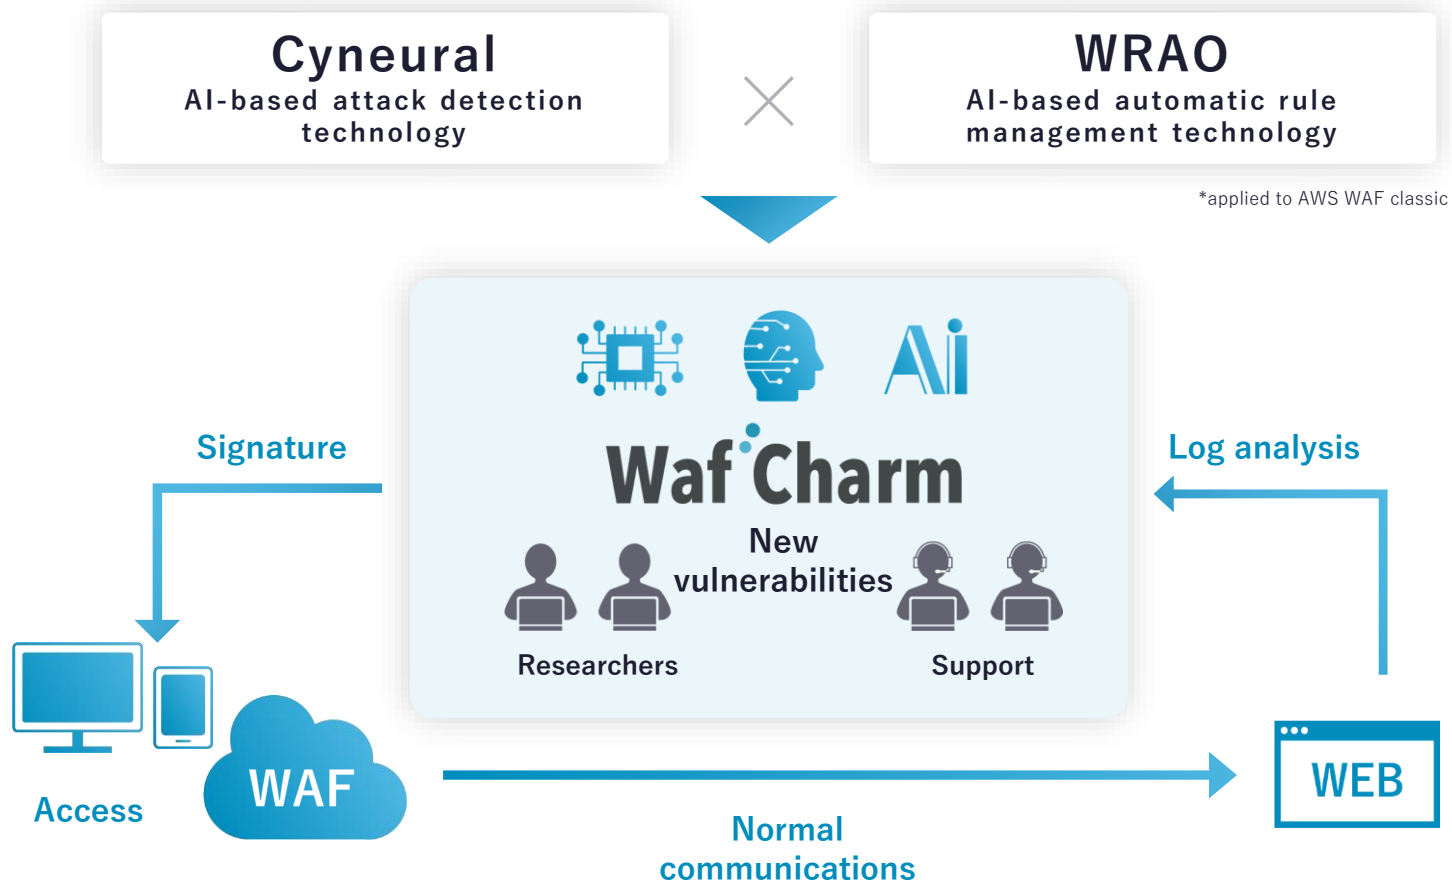 Cyneural
AI-based attack detection
technology
WRAO
AI-based automatic rule
management technology
*applied to AWS WAF classic
Ai
Signature
Log analysis
Waf Charm
New
vulnerabilities
Researchers
Support
WAF
WEB
Access
Normal
communications